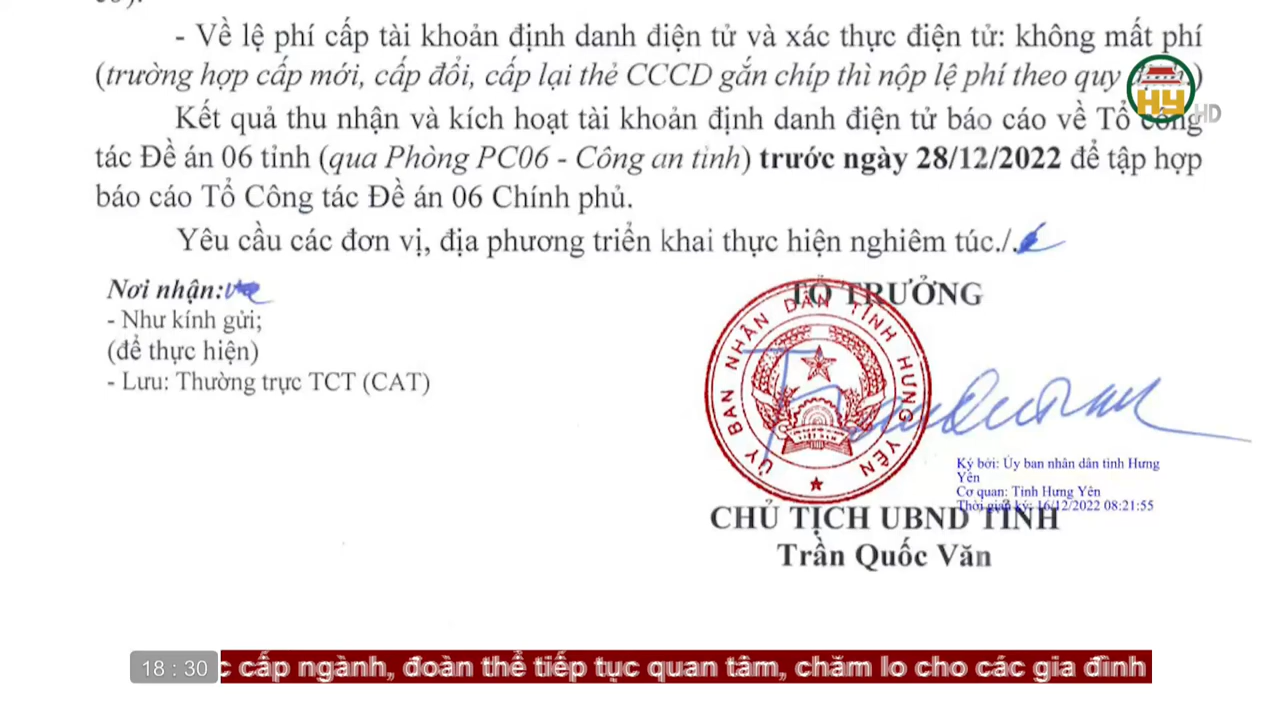 - Về lệ phí cấp tài khoản định danh điện tử và xác thực điện tử: không mất phí
(trường hợp cấp mới, cấp đổi, cấp lại thẻ CCCD gắn chíp thì nộp lệ phí theo quy định)
HY HD
Kết quả thu nhận và kích hoạt tài khoản định danh điện tử báo cáo về Tổ công
tác Đề án 06 tỉnh (qua Phòng PC06 - Công an tỉnh) trước ngày 28/12/2022 để tập hợp
báo cáo Tổ Công tác Đề án 06 Chính phủ.
Yêu cầu các đơn vị, địa phương triển khai thực hiện nghiêm túc./.
Nơi nhận:
- Như kính gửi;
(để thực hiện)
- Lưu: Thường trực TCT (CAT)
TỔ TRƯỞNG
ỦY BAN NHÂN DÂN TỈNH HƯNG YÊN
VIỆT NAM
Ký bởi: Ủy ban nhân dân tỉnh Hưng
Yên
Cơ quan: Tỉnh Hưng Yên
Thời gian ký: 16/12/2022 08:21:55
CHỦ TỊCH UBND TỈNH
Trần Quốc Văn
18 : 30
cấp ngành, đoàn thể tiếp tục quan tâm, chăm lo cho các gia đình